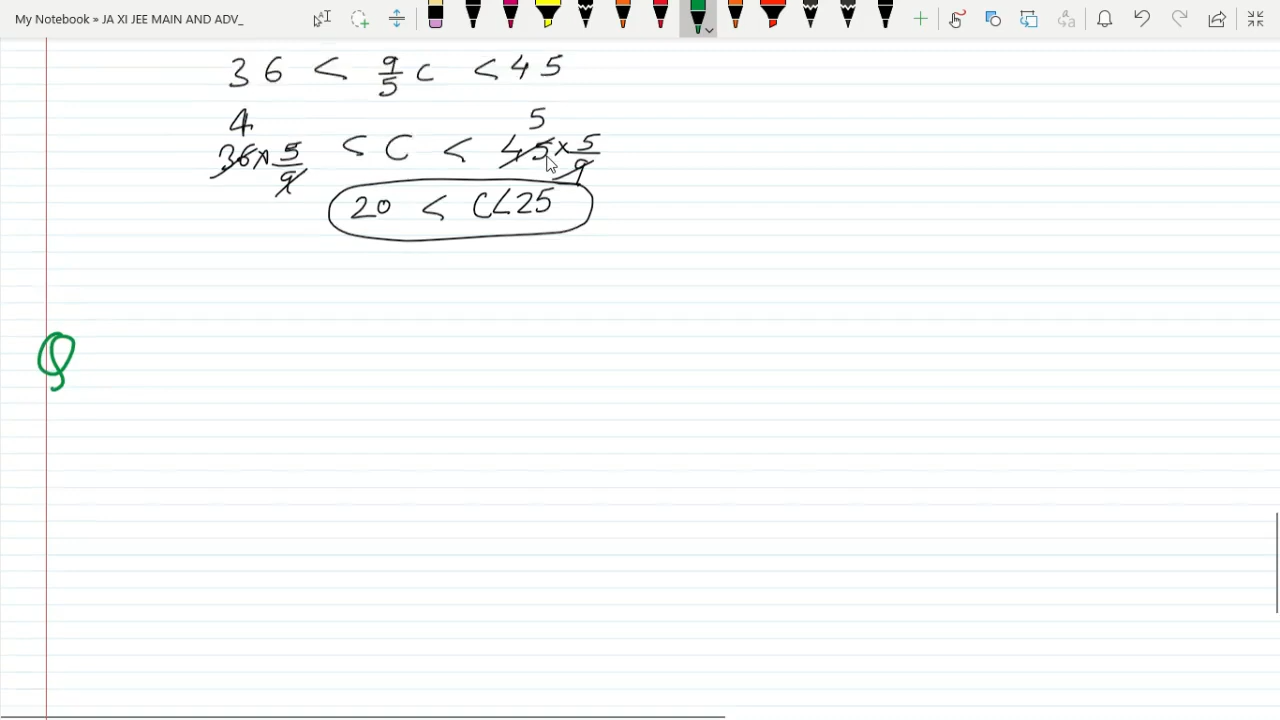 My Notebook » JA XI JEE MAIN AND ADV_
36 < 9/5 C < 45
4 5
36 × 5/9 < C < 45 × 5/9
20 < C < 25
Q